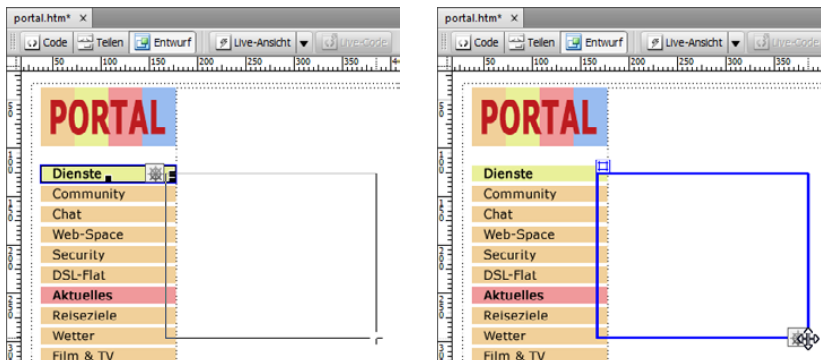 portal.htm* ×
Code Teilen Entwurf Live-Ansicht Live-Code
50 100 150 200 250 300 350
PORTAL
Dienste
Community
Chat
Web-Space
Security
DSL-Flat
Aktuelles
Reiseziele
Wetter
Film & TV
portal.htm* ×
Code Teilen Entwurf Live-Ansicht Live-Code
50 100 150 200 250 300 350
PORTAL
Dienste
Community
Chat
Web-Space
Security
DSL-Flat
Aktuelles
Reiseziele
Wetter
Film & TV